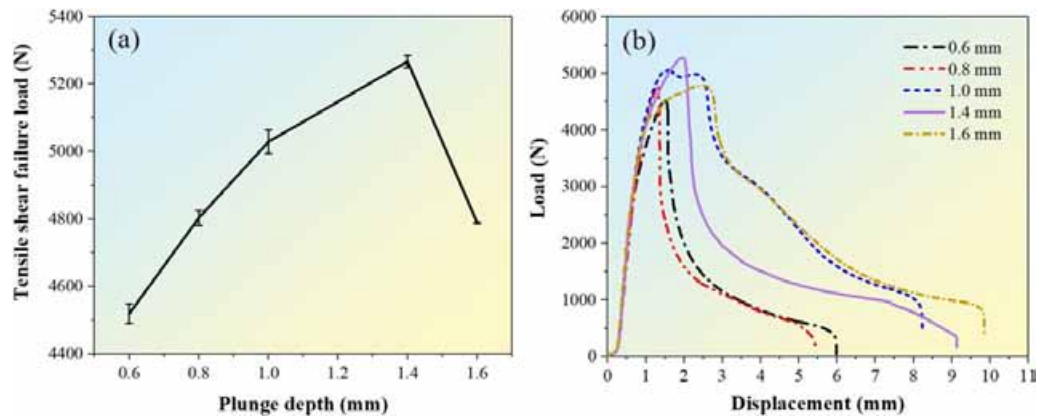 (a)
Tensile shear failure load (N)
5400
5200
5000
4800
4600
4400
0.6 0.8 1.0 1.2 1.4 1.6
Plunge depth (mm)
(b)
Load (N)
6000
5000
4000
3000
2000
1000
0
0 1 2 3 4 5 6 7 8 9 10 11
Displacement (mm)
0.6 mm
0.8 mm
1.0 mm
1.4 mm
1.6 mm